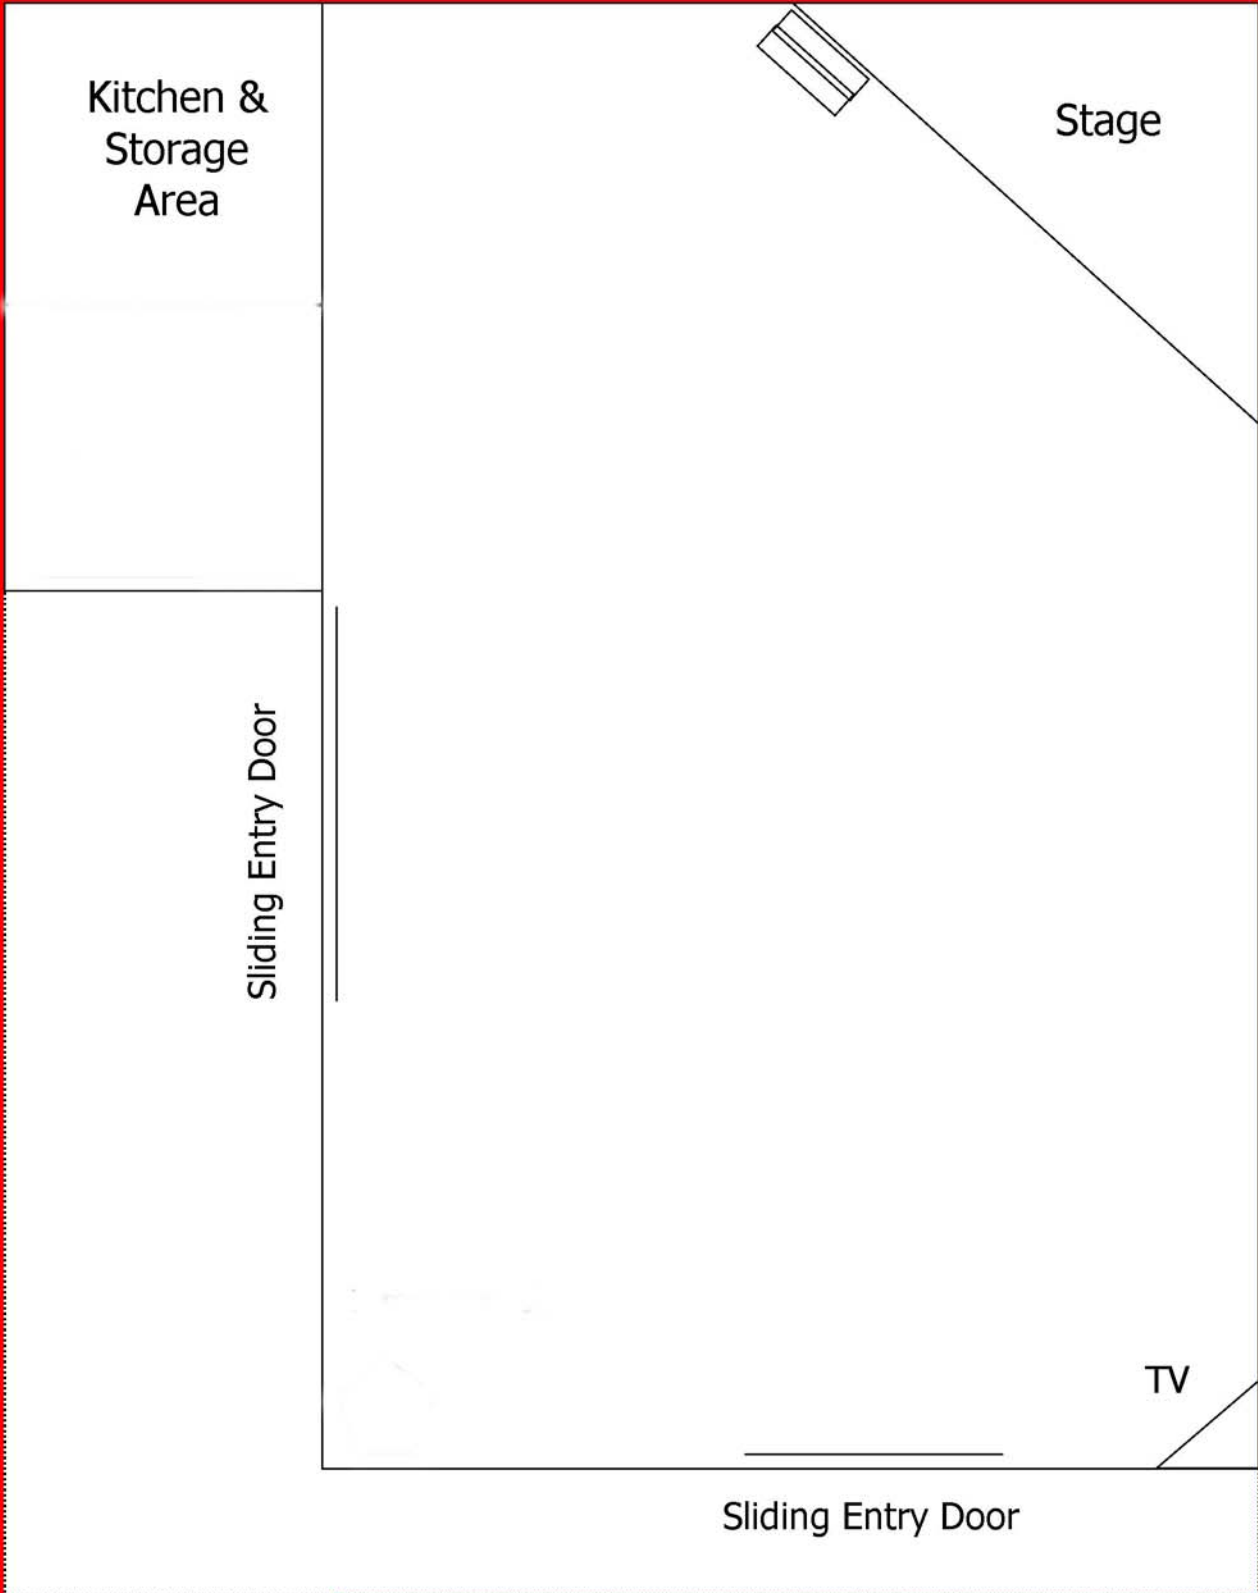 Kitchen &
Storage
Area
Stage
Sliding Entry Door
TV
Sliding Entry Door